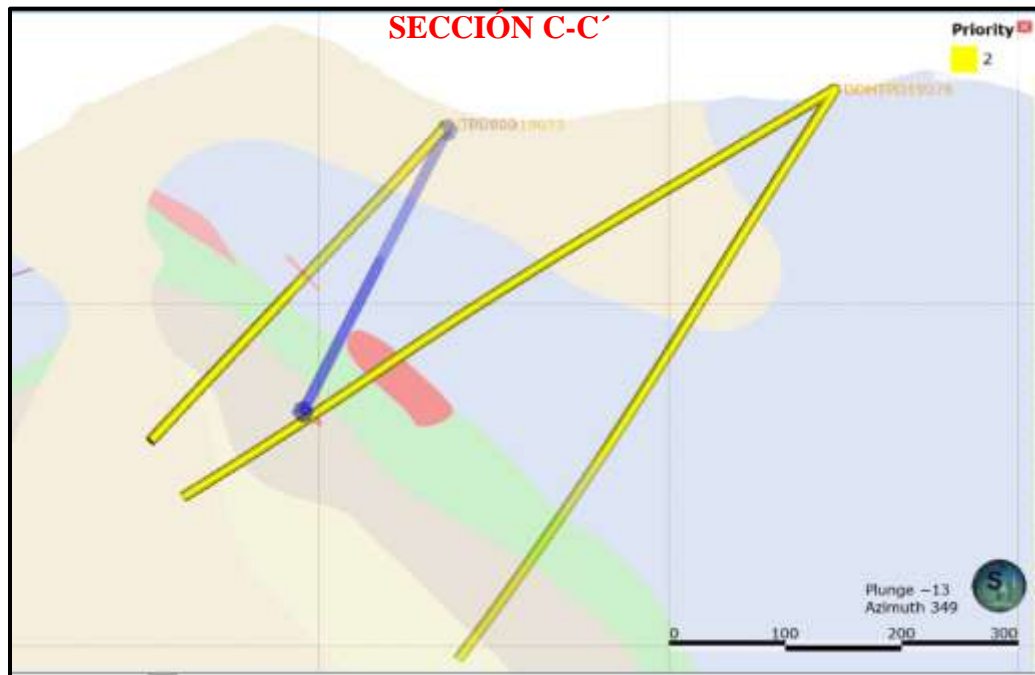 SECCIÓN C-C´
Priority
2
Plunge −13
Azimuth 349
S
0 100 200 300